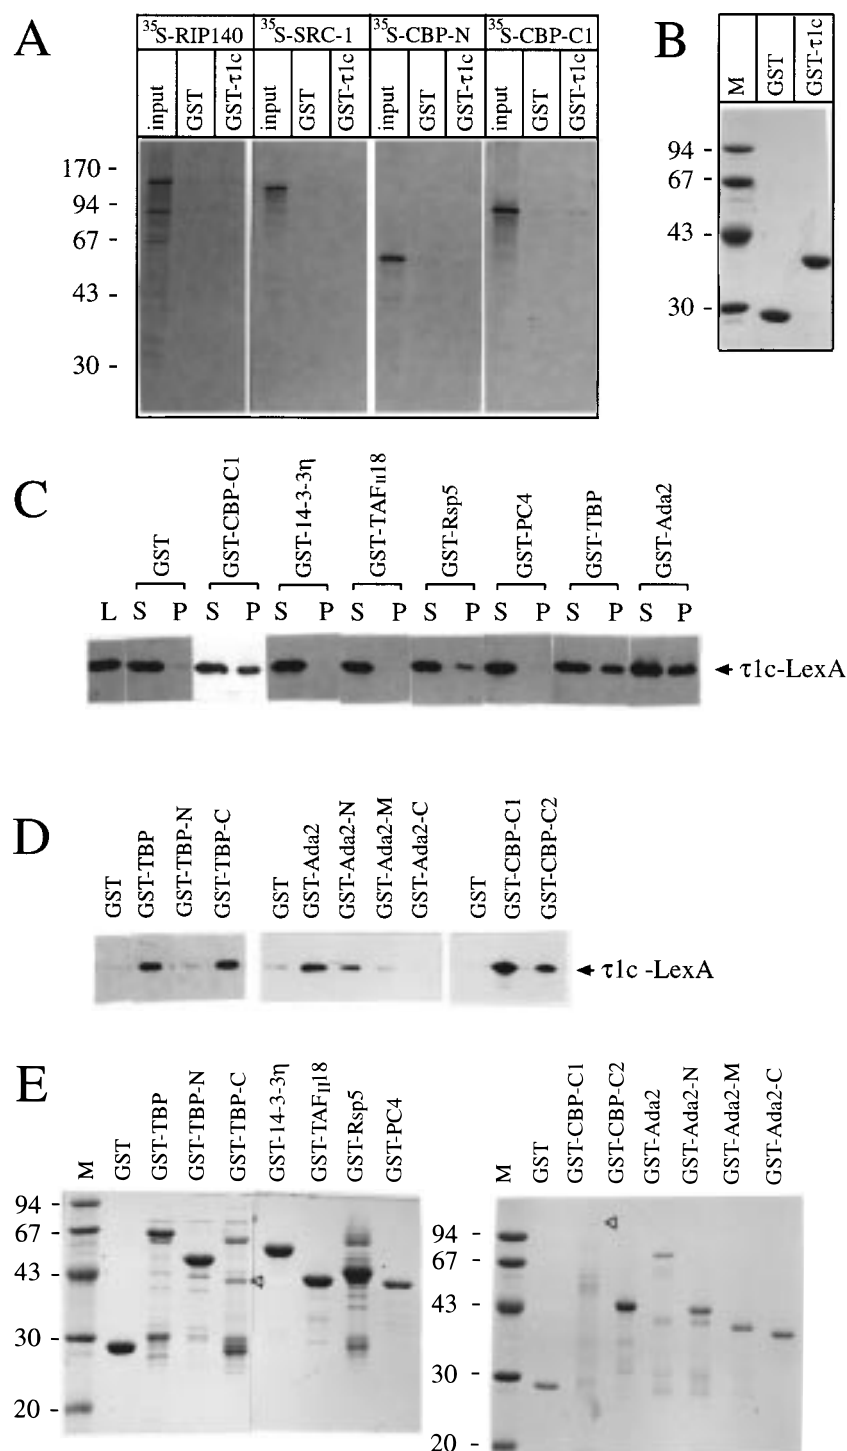 A
35S-RIP140 35S-SRC-1 35S-CBP-N 35S-CBP-C1
input GST GST-τ1c input GST GST-τ1c input GST GST-τ1c input GST GST-τ1c
170 -
94 -
67 -
43 -
30 -
B
M GST GST-τ1c
94 -
67 -
43 -
30 -
C
GST GST-CBP-C1 GST-14-3-3η GST-TAFII18 GST-Rsp5 GST-PC4 GST-TBP GST-Ada2
L S P S P S P S P S P S P S P S P
τ1c-LexA
D
GST GST-TBP GST-TBP-N GST-TBP-C GST GST-Ada2 GST-Ada2-N GST-Ada2-M GST-Ada2-C GST GST-CBP-C1 GST-CBP-C2
τ1c -LexA
E
M GST GST-TBP GST-TBP-N GST-TBP-C GST-14-3-3η GST-TAFII18 GST-Rsp5 GST-PC4
94 -
67 -
43 -
30 -
20 -
M GST GST-CBP-C1 GST-CBP-C2 GST-Ada2 GST-Ada2-N GST-Ada2-M GST-Ada2-C
94 -
67 -
43 -
30 -
20 -